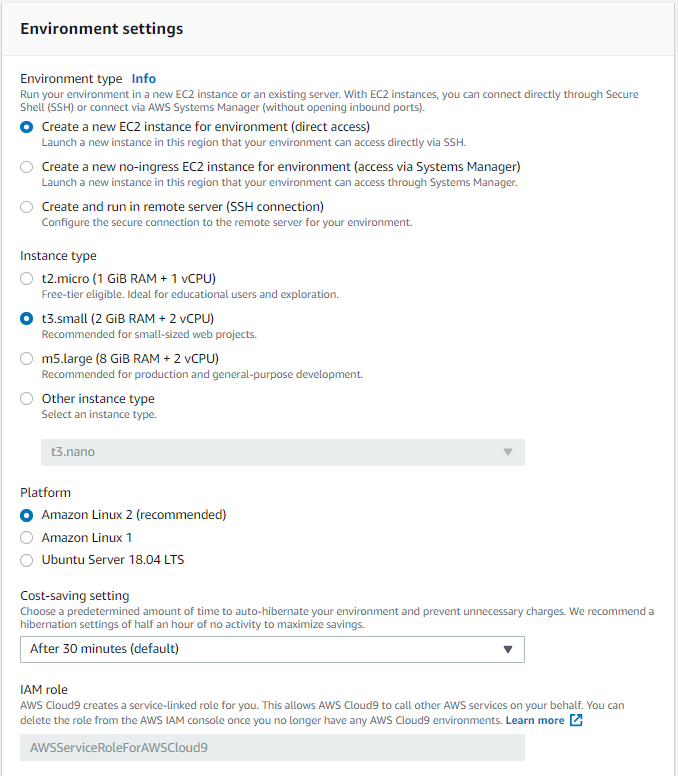 Environment settings
Environment type Info
Run your environment in a new EC2 instance or an existing server. With EC2 instances, you can connect directly through Secure
Shell (SSH) or connect via AWS Systems Manager (without opening inbound ports).
Create a new EC2 instance for environment (direct access)
Launch a new instance in this region that your environment can access directly via SSH.
Create a new no-ingress EC2 instance for environment (access via Systems Manager)
Launch a new instance in this region that your environment can access through Systems Manager.
Create and run in remote server (SSH connection)
Configure the secure connection to the remote server for your environment.
Instance type
t2.micro (1 GiB RAM + 1 vCPU)
Free-tier eligible. Ideal for educational users and exploration.
t3.small (2 GiB RAM + 2 vCPU)
Recommended for small-sized web projects.
m5.large (8 GiB RAM + 2 vCPU)
Recommended for production and general-purpose development.
Other instance type
Select an instance type.
t3.nano
Platform
Amazon Linux 2 (recommended)
Amazon Linux 1
Ubuntu Server 18.04 LTS
Cost-saving setting
Choose a predetermined amount of time to auto-hibernate your environment and prevent unnecessary charges. We recommend a
hibernation settings of half an hour of no activity to maximize savings.
After 30 minutes (default)
IAM role
AWS Cloud9 creates a service-linked role for you. This allows AWS Cloud9 to call other AWS services on your behalf. You can
delete the role from the AWS IAM console once you no longer have any AWS Cloud9 environments. Learn more
AWSServiceRoleForAWSCloud9